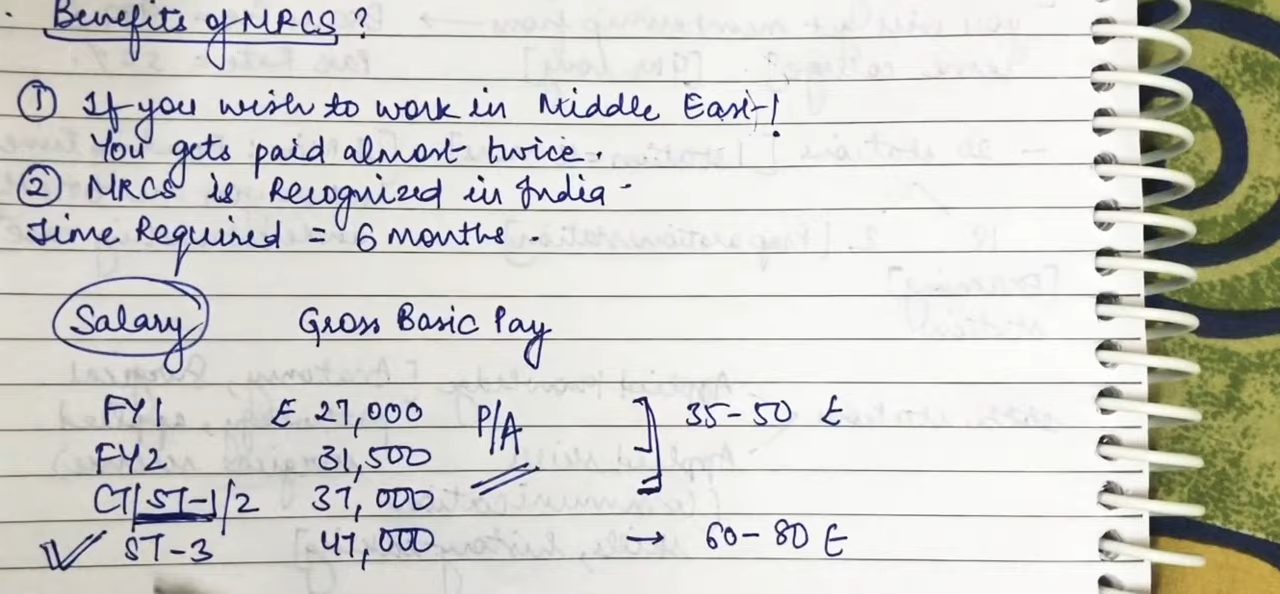 Benefits of MRCS ?
① If you wish to work in Middle East!
You gets paid almost twice.
② MRCS is Recognized in India -
Time Required = 6 months.
Salary Gross Basic Pay
FY1 £ 27,000 P/A ] 35-50 £
FY2 31,500
CT/ST-1/2 37,000
✓ ST-3 47,000 → 60-80 £